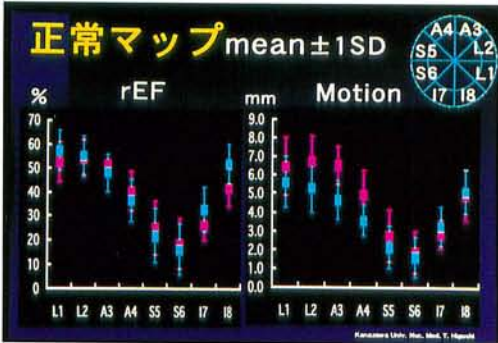 正常マップmean±1SD
A4 A3
S5 L2
S6 L1
I7 I8
% rEF
mm Motion
70
60
50
40
30
20
10
0
L1 L2 A3 A4 S5 S6 I7 I8
9.0
8.0
7.0
6.0
5.0
4.0
3.0
2.0
1.0
0.0
L1 L2 A3 A4 S5 S6 I7 I8
Kanazawa Univ. Nuc. Med. T. Higuchi